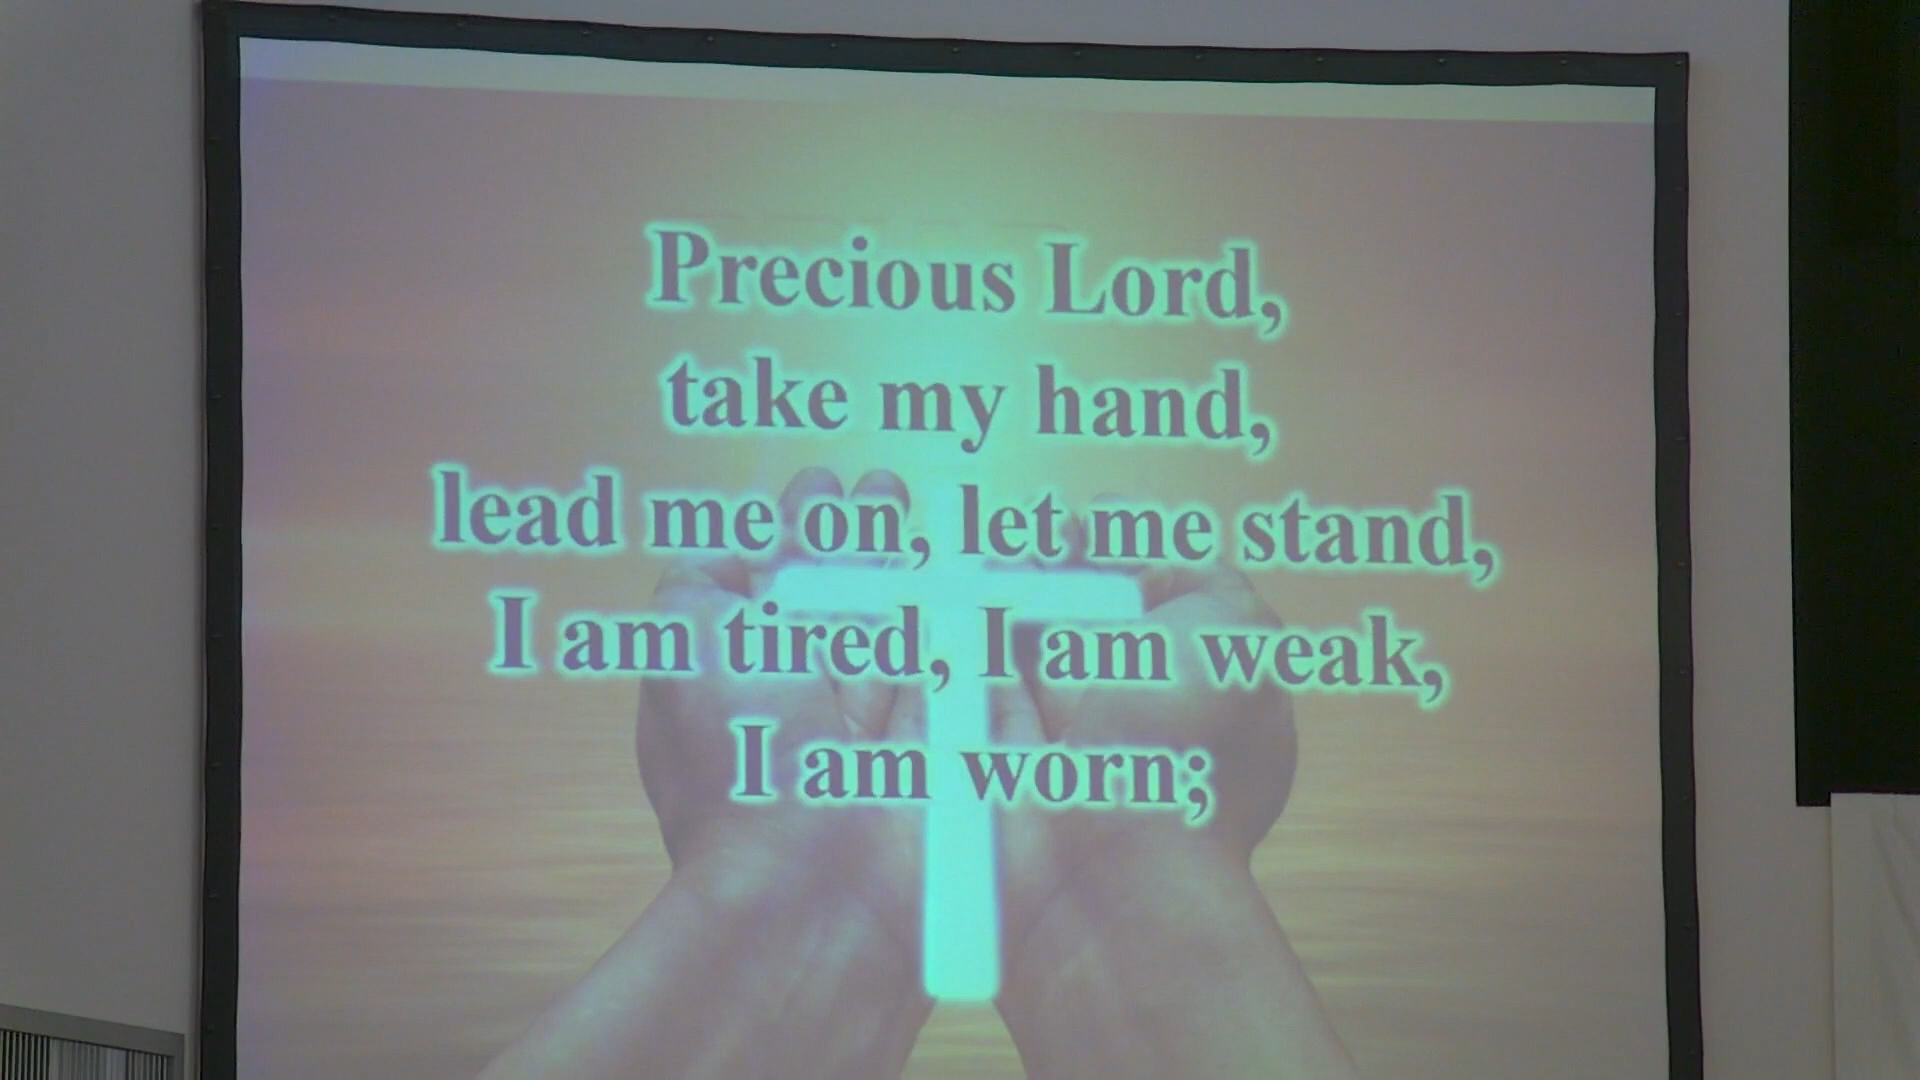 Precious Lord,
take my hand,
lead me on, let me stand,
I am tired, I am weak,
I am worn;